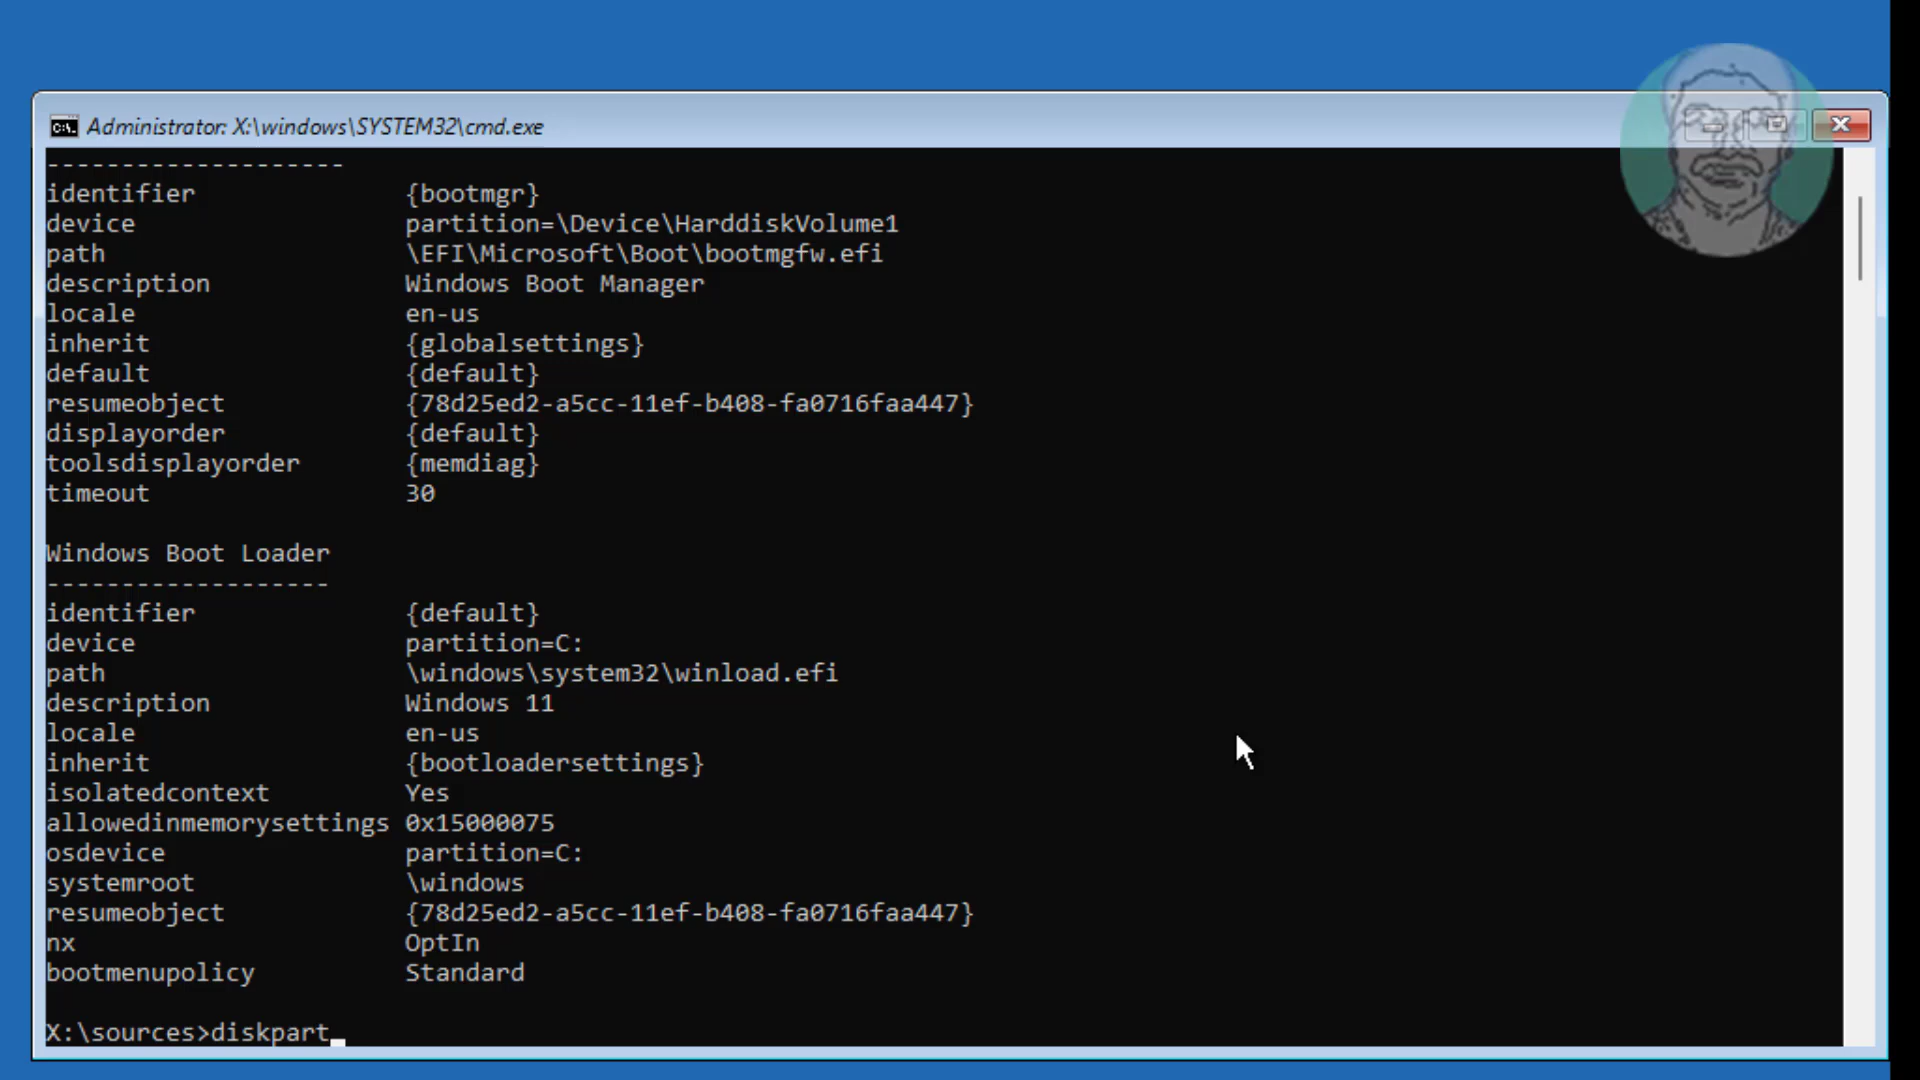 Administrator: X:\windows\SYSTEM32\cmd.exe
--------------------
identifier              {bootmgr}
device                  partition=\Device\HarddiskVolume1
path                    \EFI\Microsoft\Boot\bootmgfw.efi
description             Windows Boot Manager
locale                  en-us
inherit                 {globalsettings}
default                 {default}
resumeobject            {78d25ed2-a5cc-11ef-b408-fa0716faa447}
displayorder            {default}
toolsdisplayorder       {memdiag}
timeout                 30
Windows Boot Loader
-------------------
identifier              {default}
device                  partition=C:
path                    \windows\system32\winload.efi
description             Windows 11
locale                  en-us
inherit                 {bootloadersettings}
isolatedcontext         Yes
allowedinmemorysettings 0x15000075
osdevice                partition=C:
systemroot              \windows
resumeobject            {78d25ed2-a5cc-11ef-b408-fa0716faa447}
nx                      OptIn
bootmenupolicy          Standard
X:\sources>diskpart_